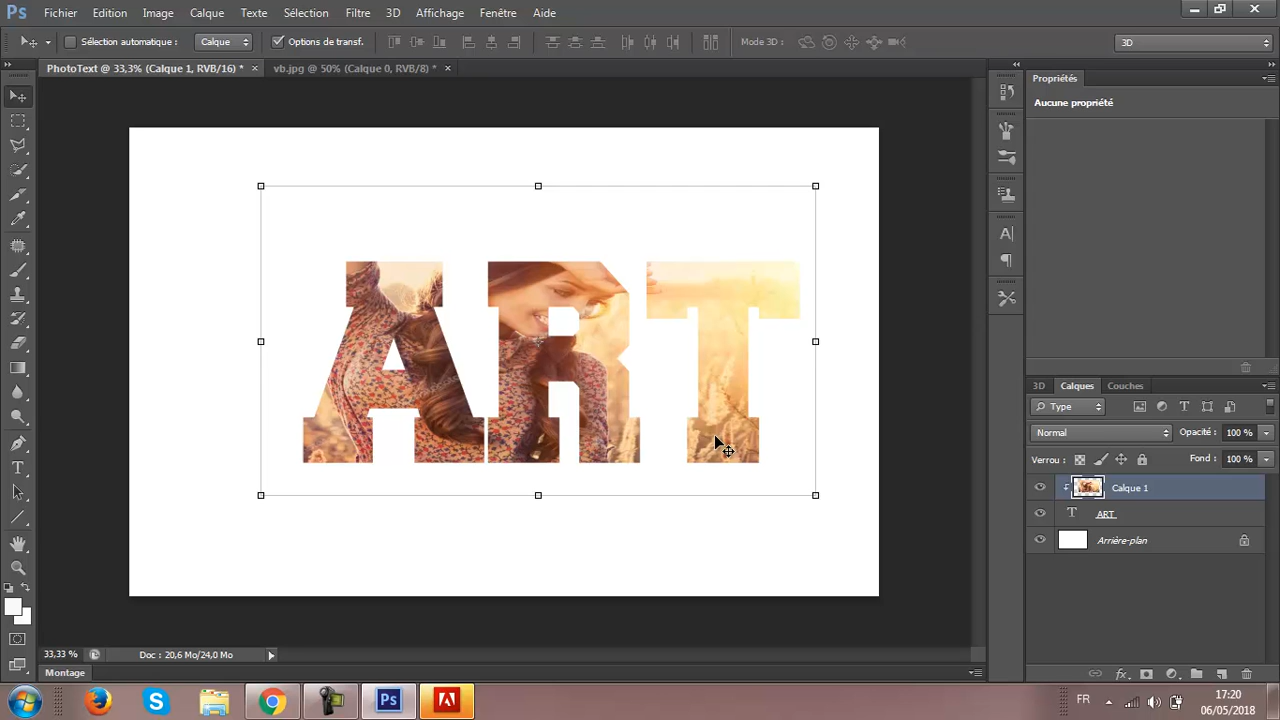 Ps Fichier Edition Image Calque Texte Sélection Filtre 3D Affichage Fenêtre Aide
Sélection automatique : Calque Options de transf. Mode 3D : 3D
PhotoText @ 33,3% (Calque 1, RVB/16) * vb.jpg @ 50% (Calque 0, RVB/8) *
Propriétés
Aucune propriété
ART
3D Calques Couches
Type
Normal Opacité : 100 %
Verrou : Fond : 100 %
Calque 1
T ART
Arrière-plan
33,33 % Doc : 20,6 Mo/24,0 Mo
Montage
Ps FR 17:20
06/05/2018